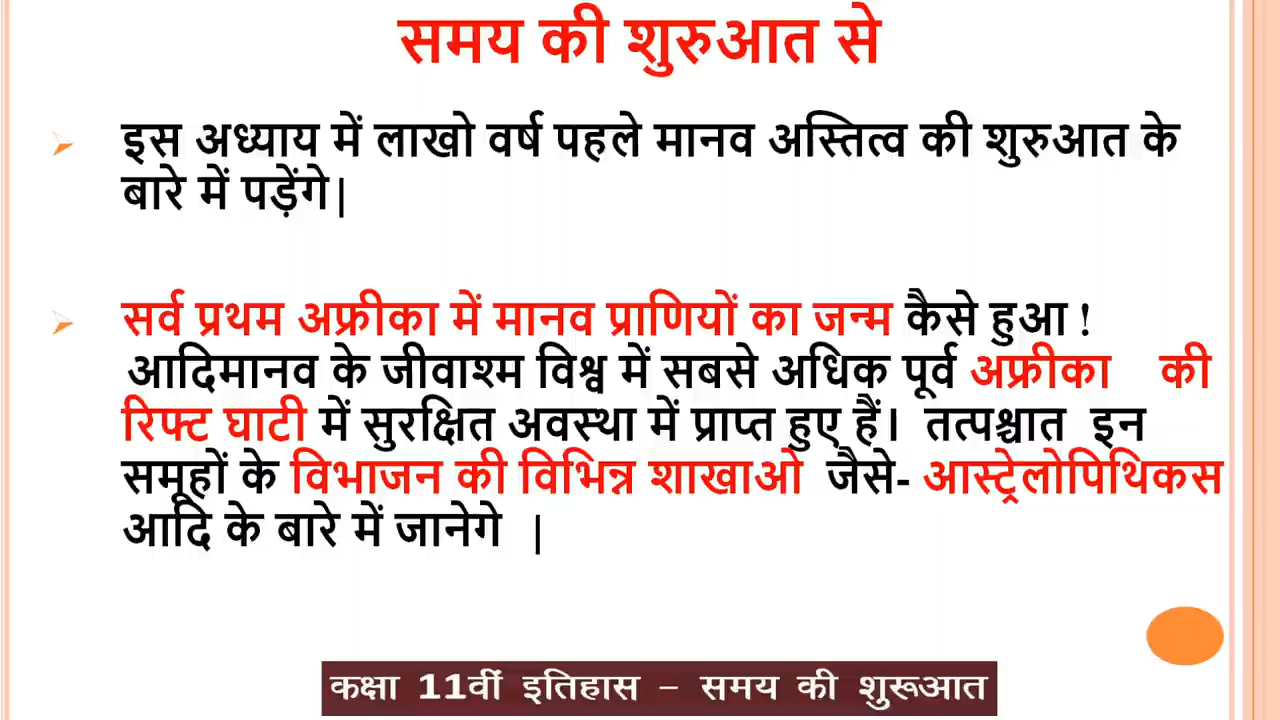 समय की शुरुआत से
इस अध्याय में लाखो वर्ष पहले मानव अस्तित्व की शुरुआत के
बारे में पड़ेंगे|
सर्व प्रथम अफ्रीका में मानव प्राणियों का जन्म कैसे हुआ !
आदिमानव के जीवाश्म विश्व में सबसे अधिक पूर्व अफ्रीका की
रिफ्ट घाटी में सुरक्षित अवस्था में प्राप्त हुए हैं। तत्पश्चात इन
समूहों के विभाजन की विभिन्न शाखाओ जैसे- आस्ट्रेलोपिथिकस
आदि के बारे में जानेगे |
कक्षा 11वीं इतिहास – समय की शुरूआत